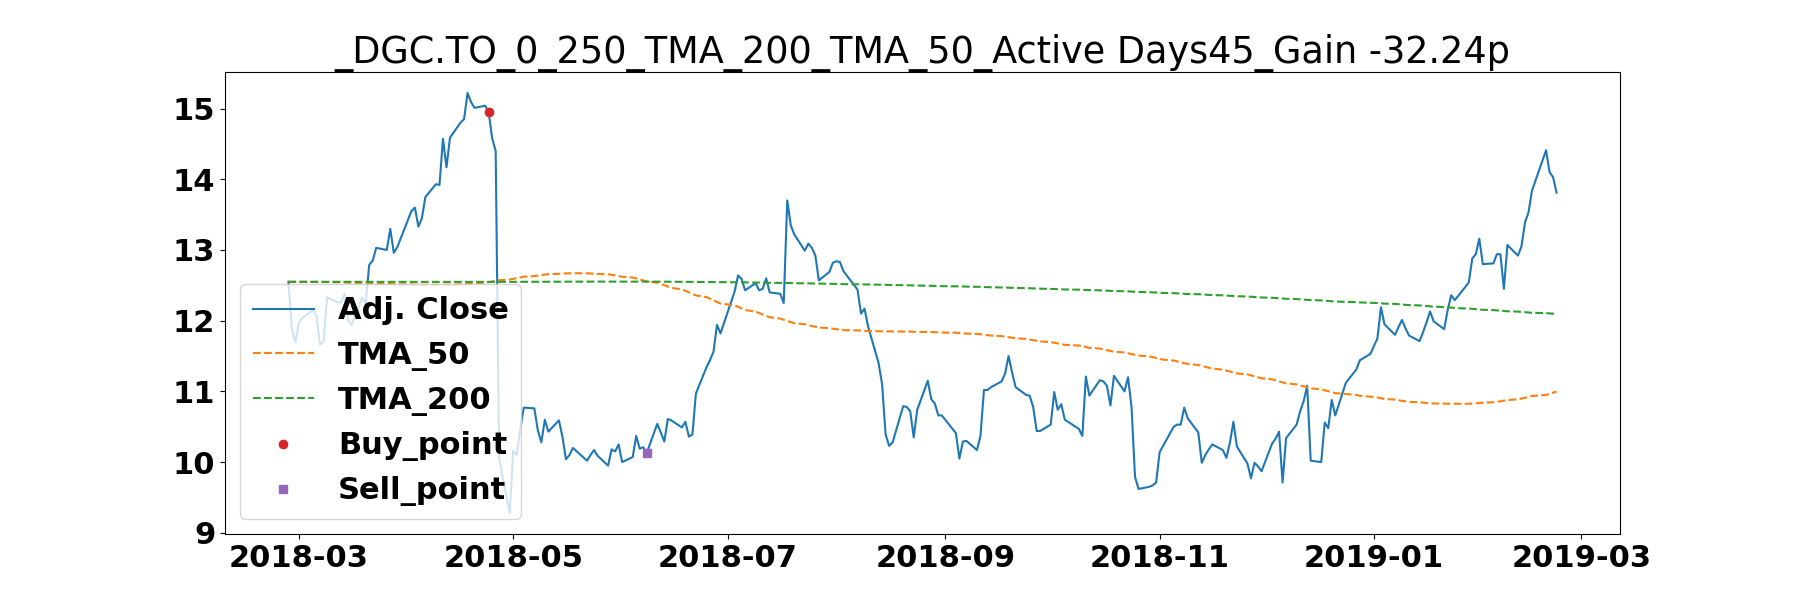 _DGC.TO_0_250_TMA_200_TMA_50_Active Days45_Gain -32.24p
15
14
13
12
11
10
9
Adj. Close
TMA_50
TMA_200
Buy_point
Sell_point
2018-03 2018-05 2018-07 2018-09 2018-11 2019-01 2019-03